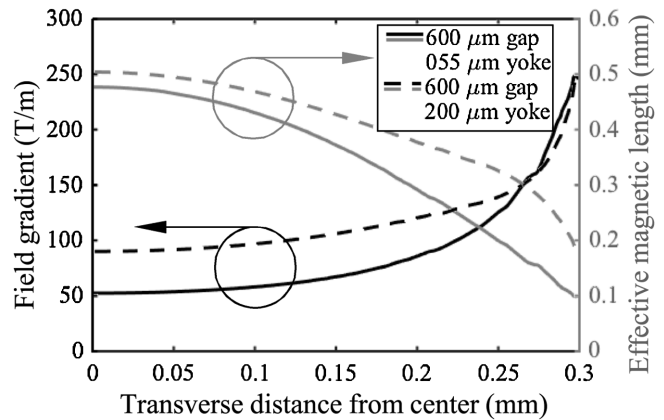 300
250
200
150
100
50
0
Field gradient (T/m)
600 μm gap
055 μm yoke
600 μm gap
200 μm yoke
0.6
0.5
0.4
0.3
0.2
0.1
0
Effective magnetic length (mm)
0 0.05 0.1 0.15 0.2 0.25 0.3
Transverse distance from center (mm)